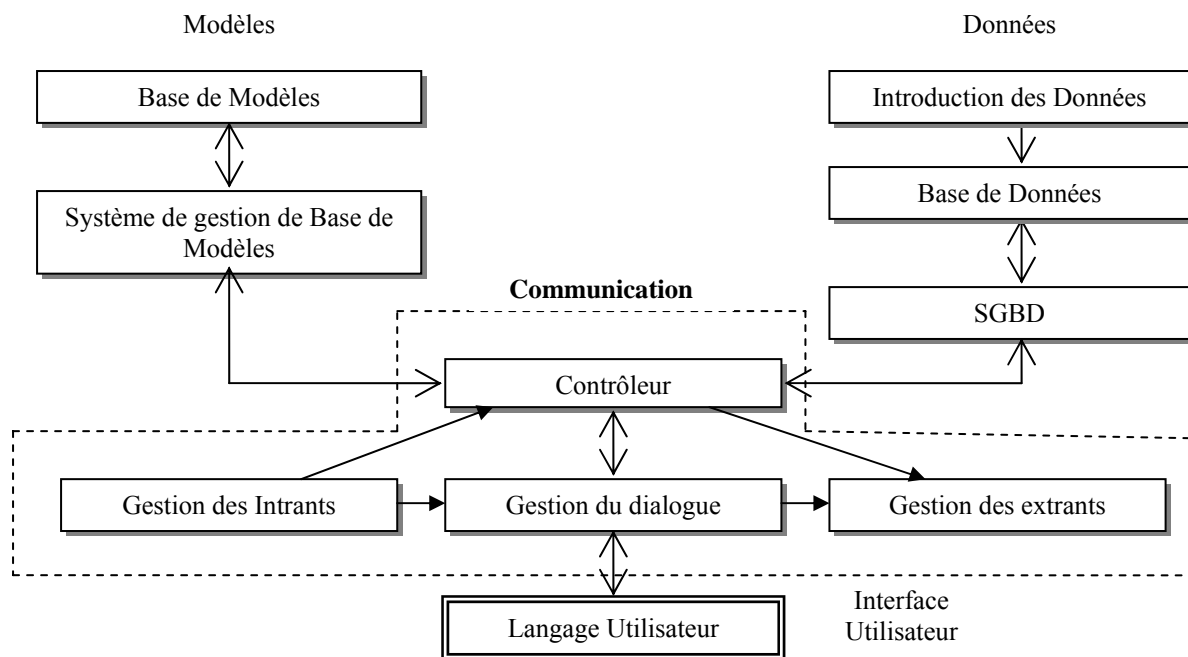 Modèles
Données
Base de Modèles
Introduction des Données
Base de Données
Système de gestion de Base de
Modèles
Communication
SGBD
Contrôleur
Gestion des Intrants
Gestion du dialogue
Gestion des extrants
Langage Utilisateur
Interface
Utilisateur